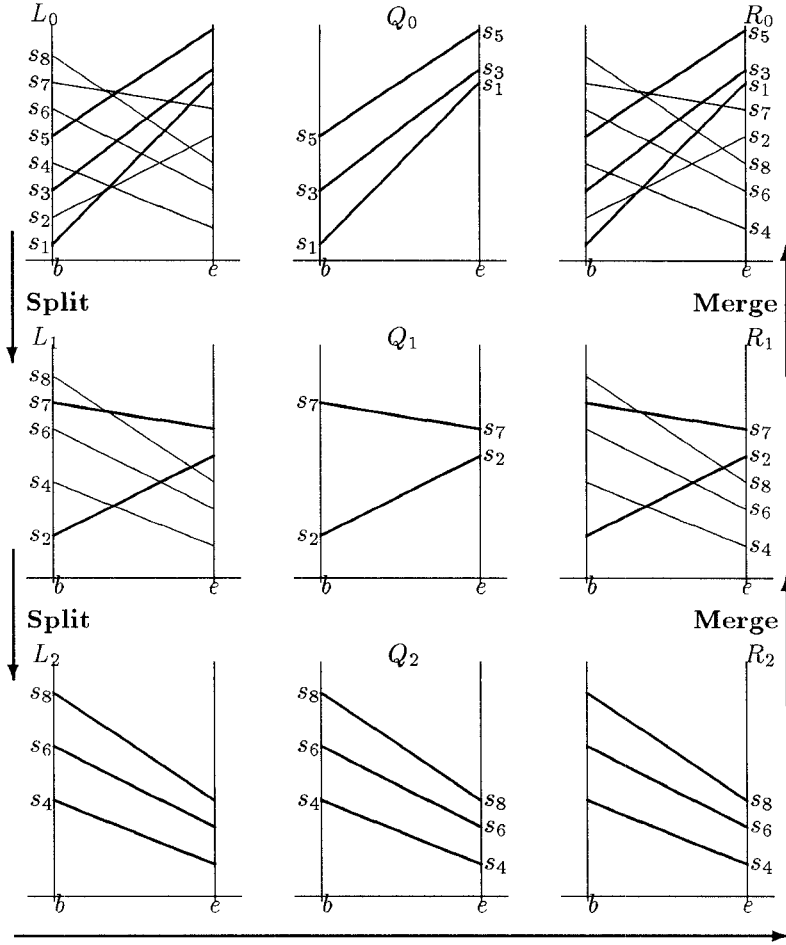 L₀ Q₀ R₀
s₈ s₅ s₅
s₇ s₃ s₃
s₆ s₁ s₁
s₅ s₅ s₇
s₄ s₂
s₃ s₃ s₈
s₂ s₆
s₁ s₁ s₄
b e b e b e
Split Merge
L₁ Q₁ R₁
s₈
s₇ s₇
s₆ s₇ s₇
s₂ s₂
s₄ s₈
s₆
s₂ s₂ s₄
b e b e b e
Split Merge
L₂ Q₂ R₂
s₈ s₈
s₆ s₆
s₄ s₄ s₈ s₈
s₆ s₆
s₄ s₄
b e b e b e